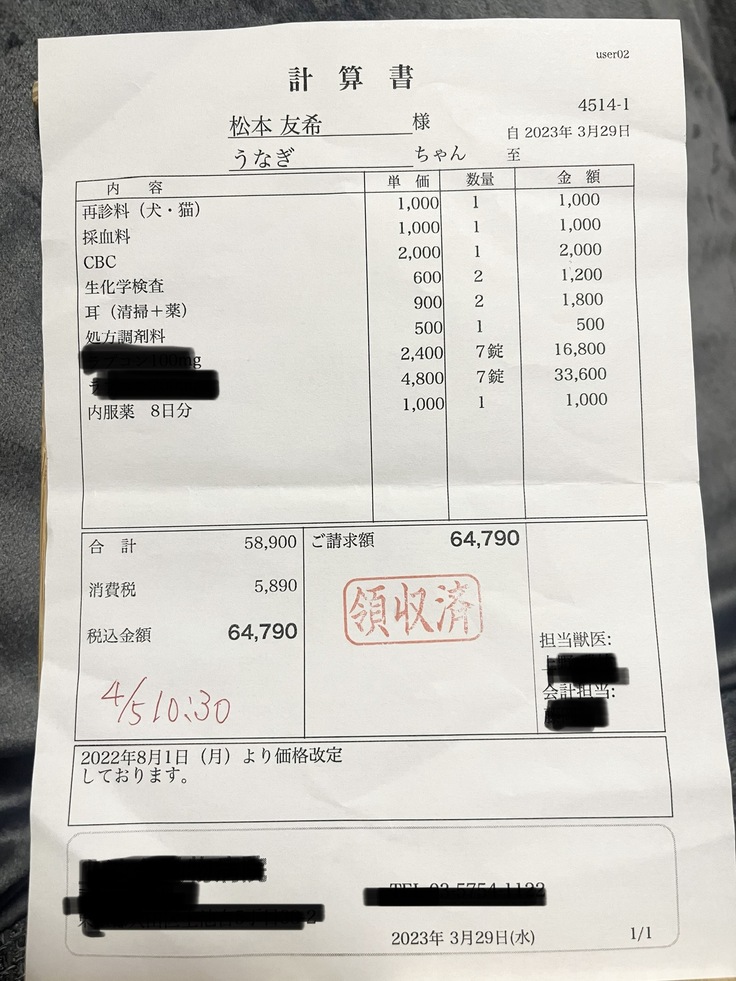 user02
計算書
4514-1
松本 友希 様
自 2023年 3月29日
うなぎ ちゃん
至
内 容 単 価 数量 金 額
再診料（犬・猫） 1,000 1 1,000
採血料 1,000 1 1,000
CBC 2,000 1 2,000
生化学検査 600 2 1,200
耳（清掃＋薬） 900 2 1,800
処方調剤料 500 1 500
100mg 2,400 7錠 16,800
4,800 7錠 33,600
内服薬 8日分 1,000 1 1,000
合 計 58,900 ご請求額 64,790
消費税 5,890
領収済
税込金額 64,790
担当獣医:
会計担当:
4/5 10:30
2022年8月1日（月）より価格改定
しております。
2023年 3月29日(水) 1/1